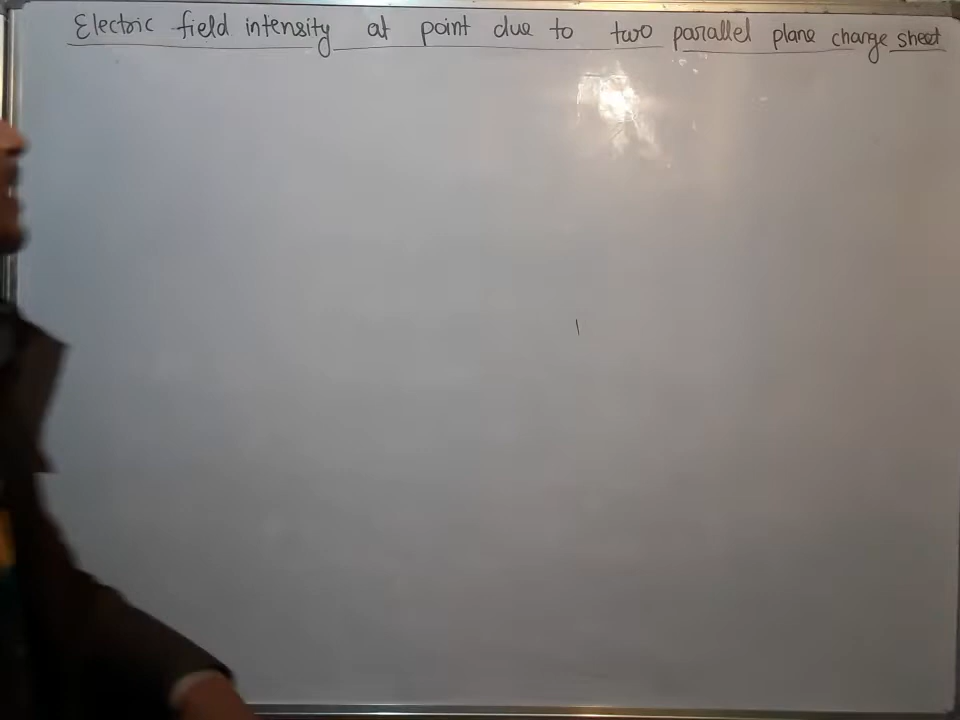 Electric field intensity at point due to two parallel plane charge sheet